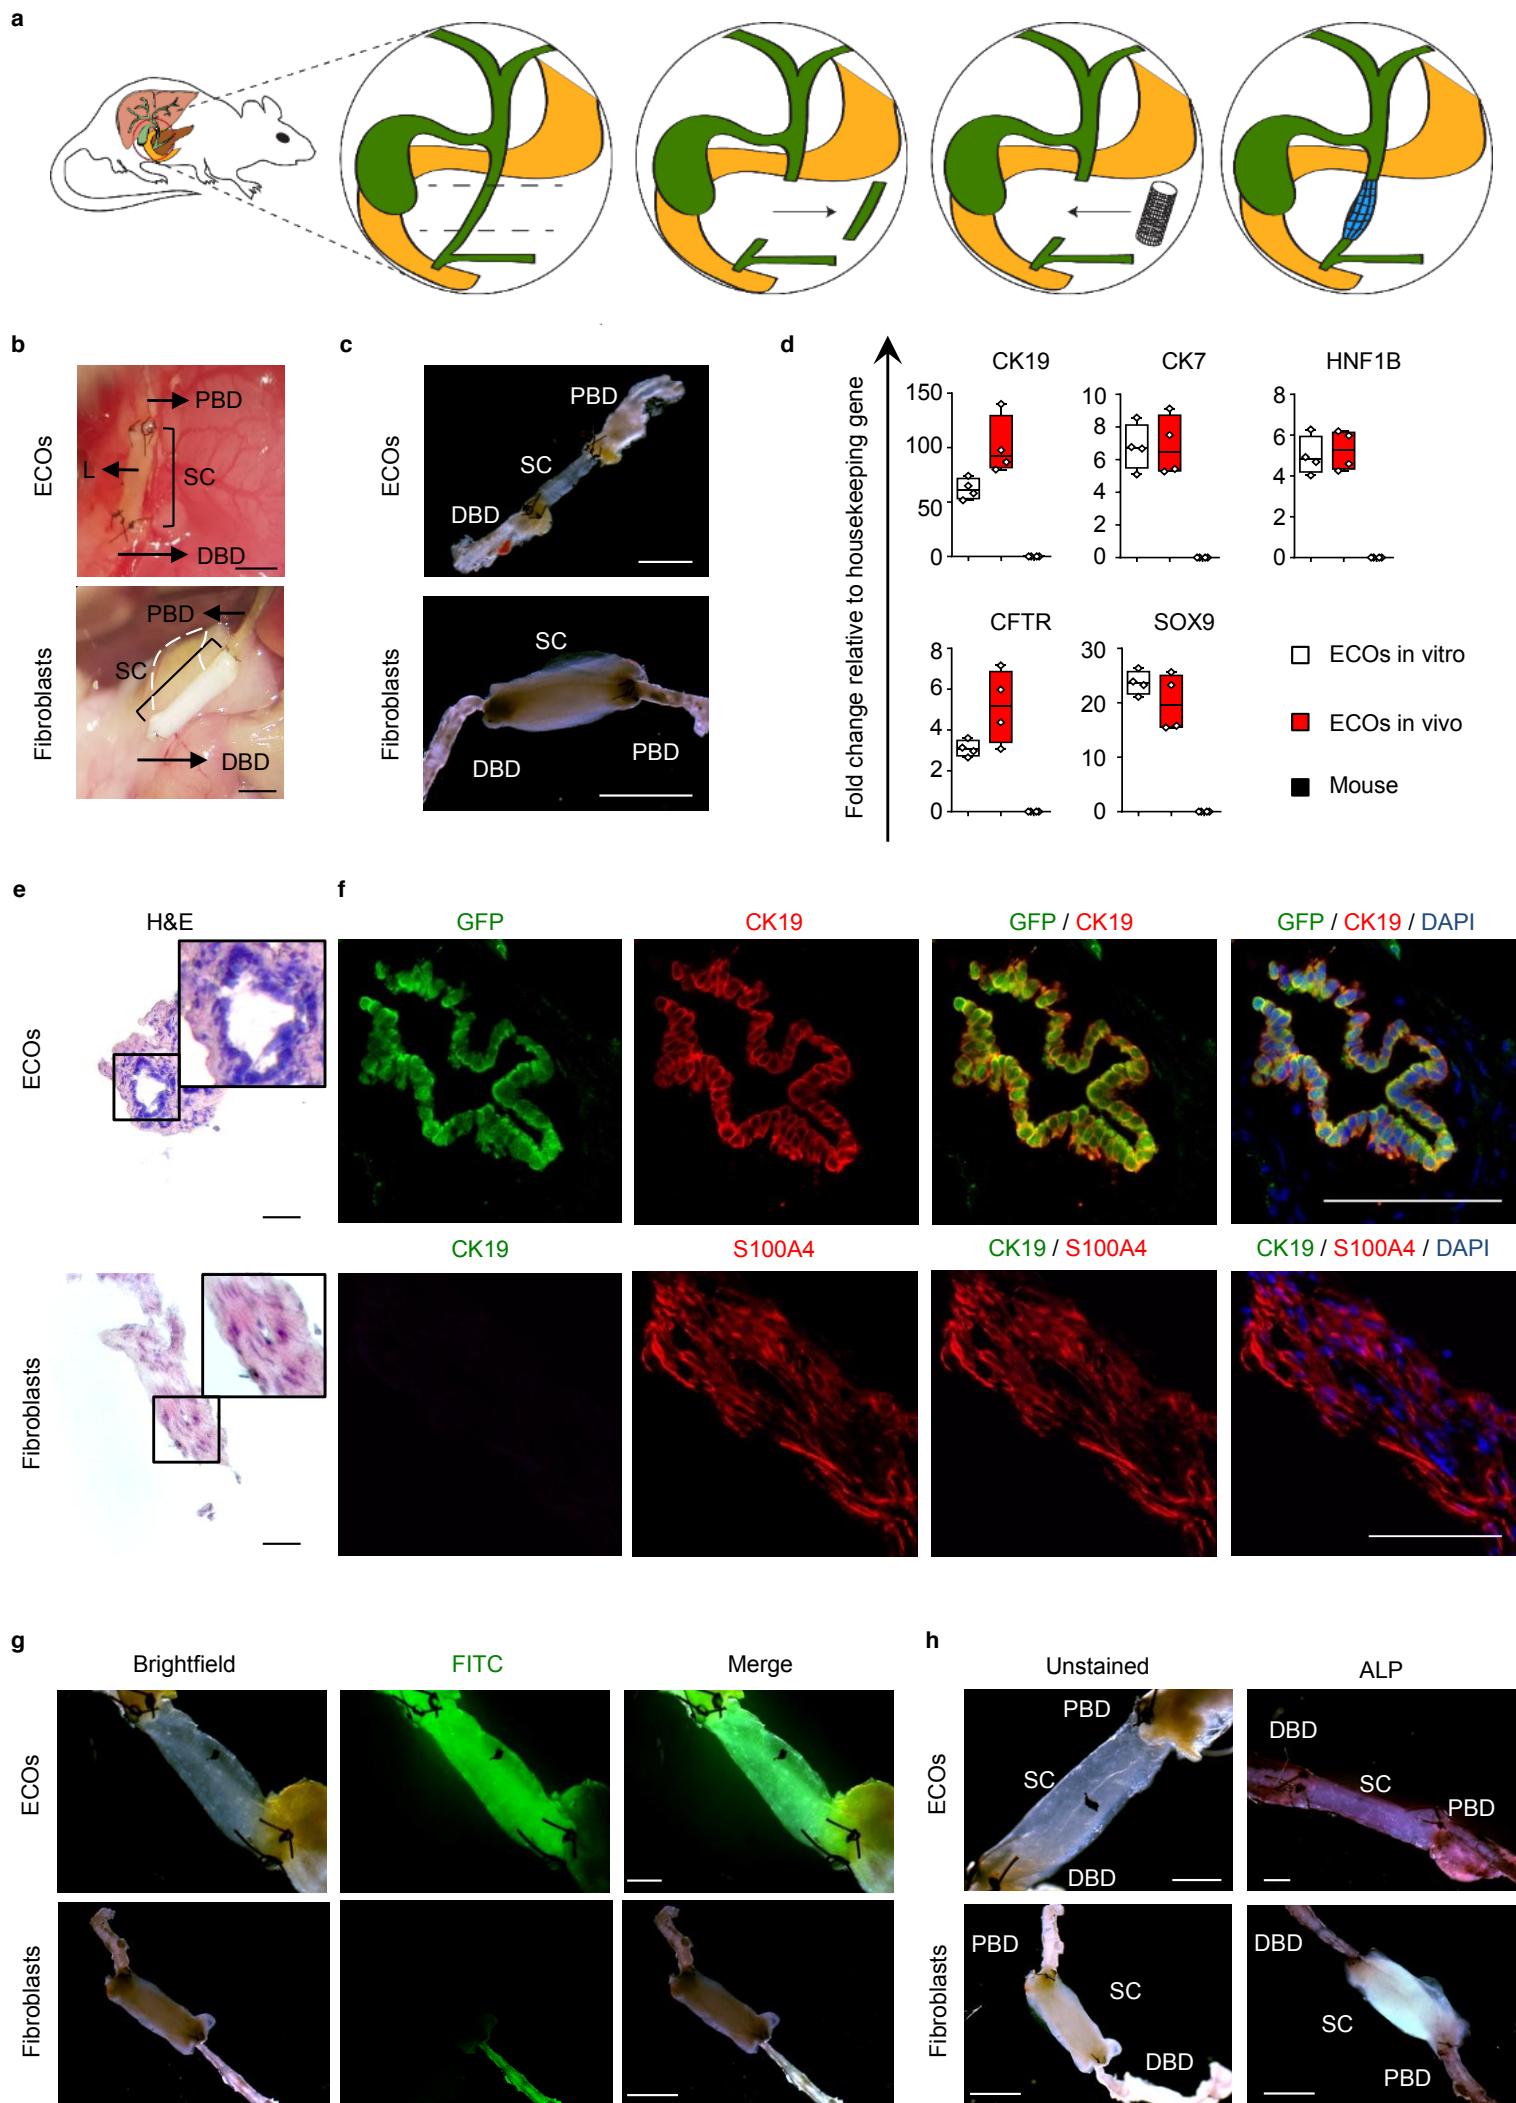 a
b
ECOs
PBD
L
SC
DBD
Fibroblasts
PBD
SC
DBD
c
ECOs
PBD
SC
DBD
Fibroblasts
SC
DBD
PBD
d
Fold change relative to housekeeping gene
CK19
150
100
50
0
CK7
10
8
6
4
2
0
HNF1B
8
6
4
2
0
CFTR
8
6
4
2
0
SOX9
30
20
10
0
ECOs in vitro
ECOs in vivo
Mouse
e
H&E
ECOs
Fibroblasts
f
GFP
CK19
GFP / CK19
GFP / CK19 / DAPI
CK19
S100A4
CK19 / S100A4
CK19 / S100A4 / DAPI
g
Brightfield
FITC
Merge
ECOs
Fibroblasts
h
Unstained
ALP
ECOs
PBD
SC
DBD
DBD
SC
PBD
Fibroblasts
PBD
SC
DBD
DBD
SC
PBD